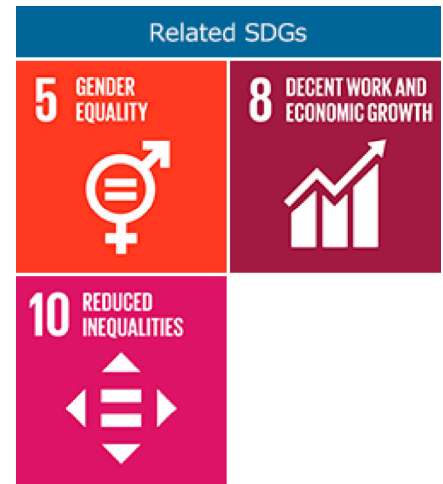 Related SDGs
5 GENDER
EQUALITY
8 DECENT WORK AND
ECONOMIC GROWTH
10 REDUCED
INEQUALITIES